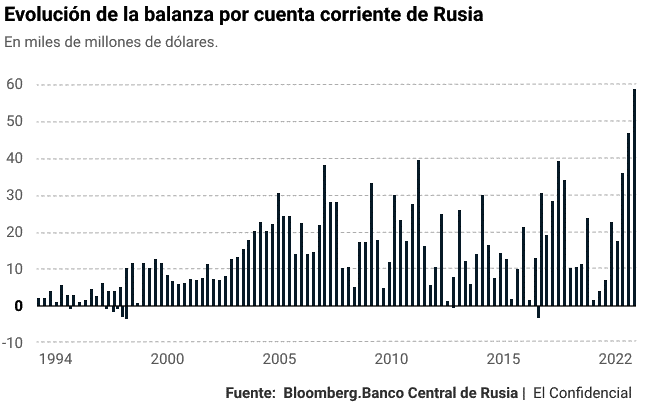 Evolución de la balanza por cuenta corriente de Rusia
En miles de millones de dólares.
60
50
40
30
20
10
0
-10
1994 2000 2005 2010 2015 2022
Fuente: Bloomberg.Banco Central de Rusia | El Confidencial